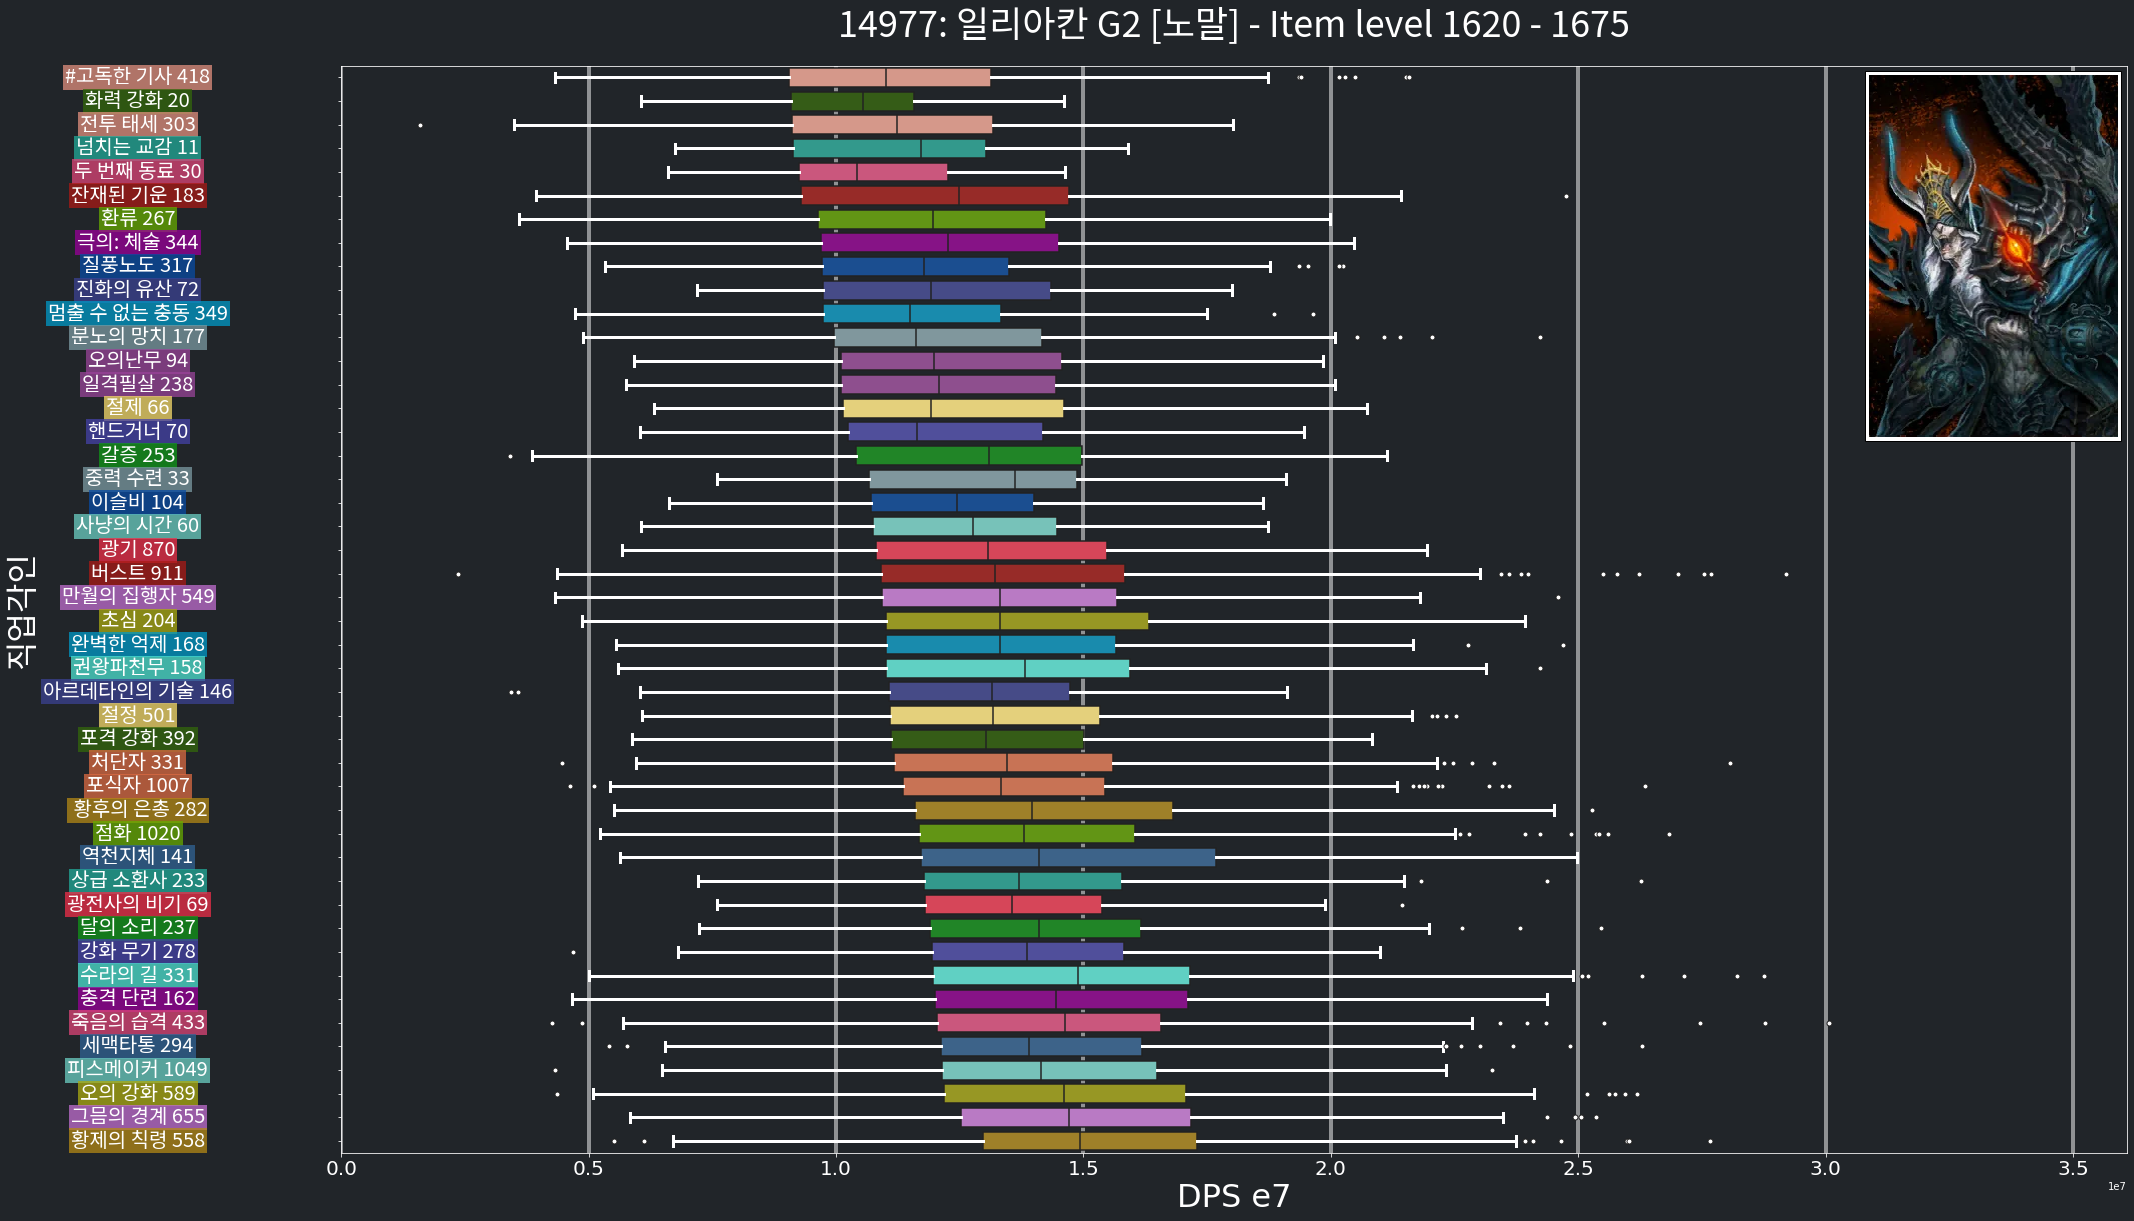 14977: 일리아칸 G2 [노말] - Item level 1620 - 1675
#고독한 기사 418
화력 강화 20
전투 태세 303
넘치는 교감 11
두 번째 동료 30
잔재된 기운 183
환류 267
극의: 체술 344
질풍노도 317
진화의 유산 72
멈출 수 없는 충동 349
분노의 망치 177
오의난무 94
일격필살 238
절제 66
핸드거너 70
갈증 253
중력 수련 33
이슬비 104
사냥의 시간 60
광기 870
버스트 911
만월의 집행자 549
초심 204
완벽한 억제 168
권왕파천무 158
아르데타인의 기술 146
절정 501
포격 강화 392
처단자 331
포식자 1007
황후의 은총 282
점화 1020
역천지체 141
상급 소환사 233
광전사의 비기 69
달의 소리 237
강화 무기 278
수라의 길 331
충격 단련 162
죽음의 습격 433
세맥타통 294
피스메이커 1049
오의 강화 589
그믐의 경계 655
황제의 칙령 558
직업각인
0.0 0.5 1.0 1.5 2.0 2.5 3.0 3.5
1e7
DPS e7